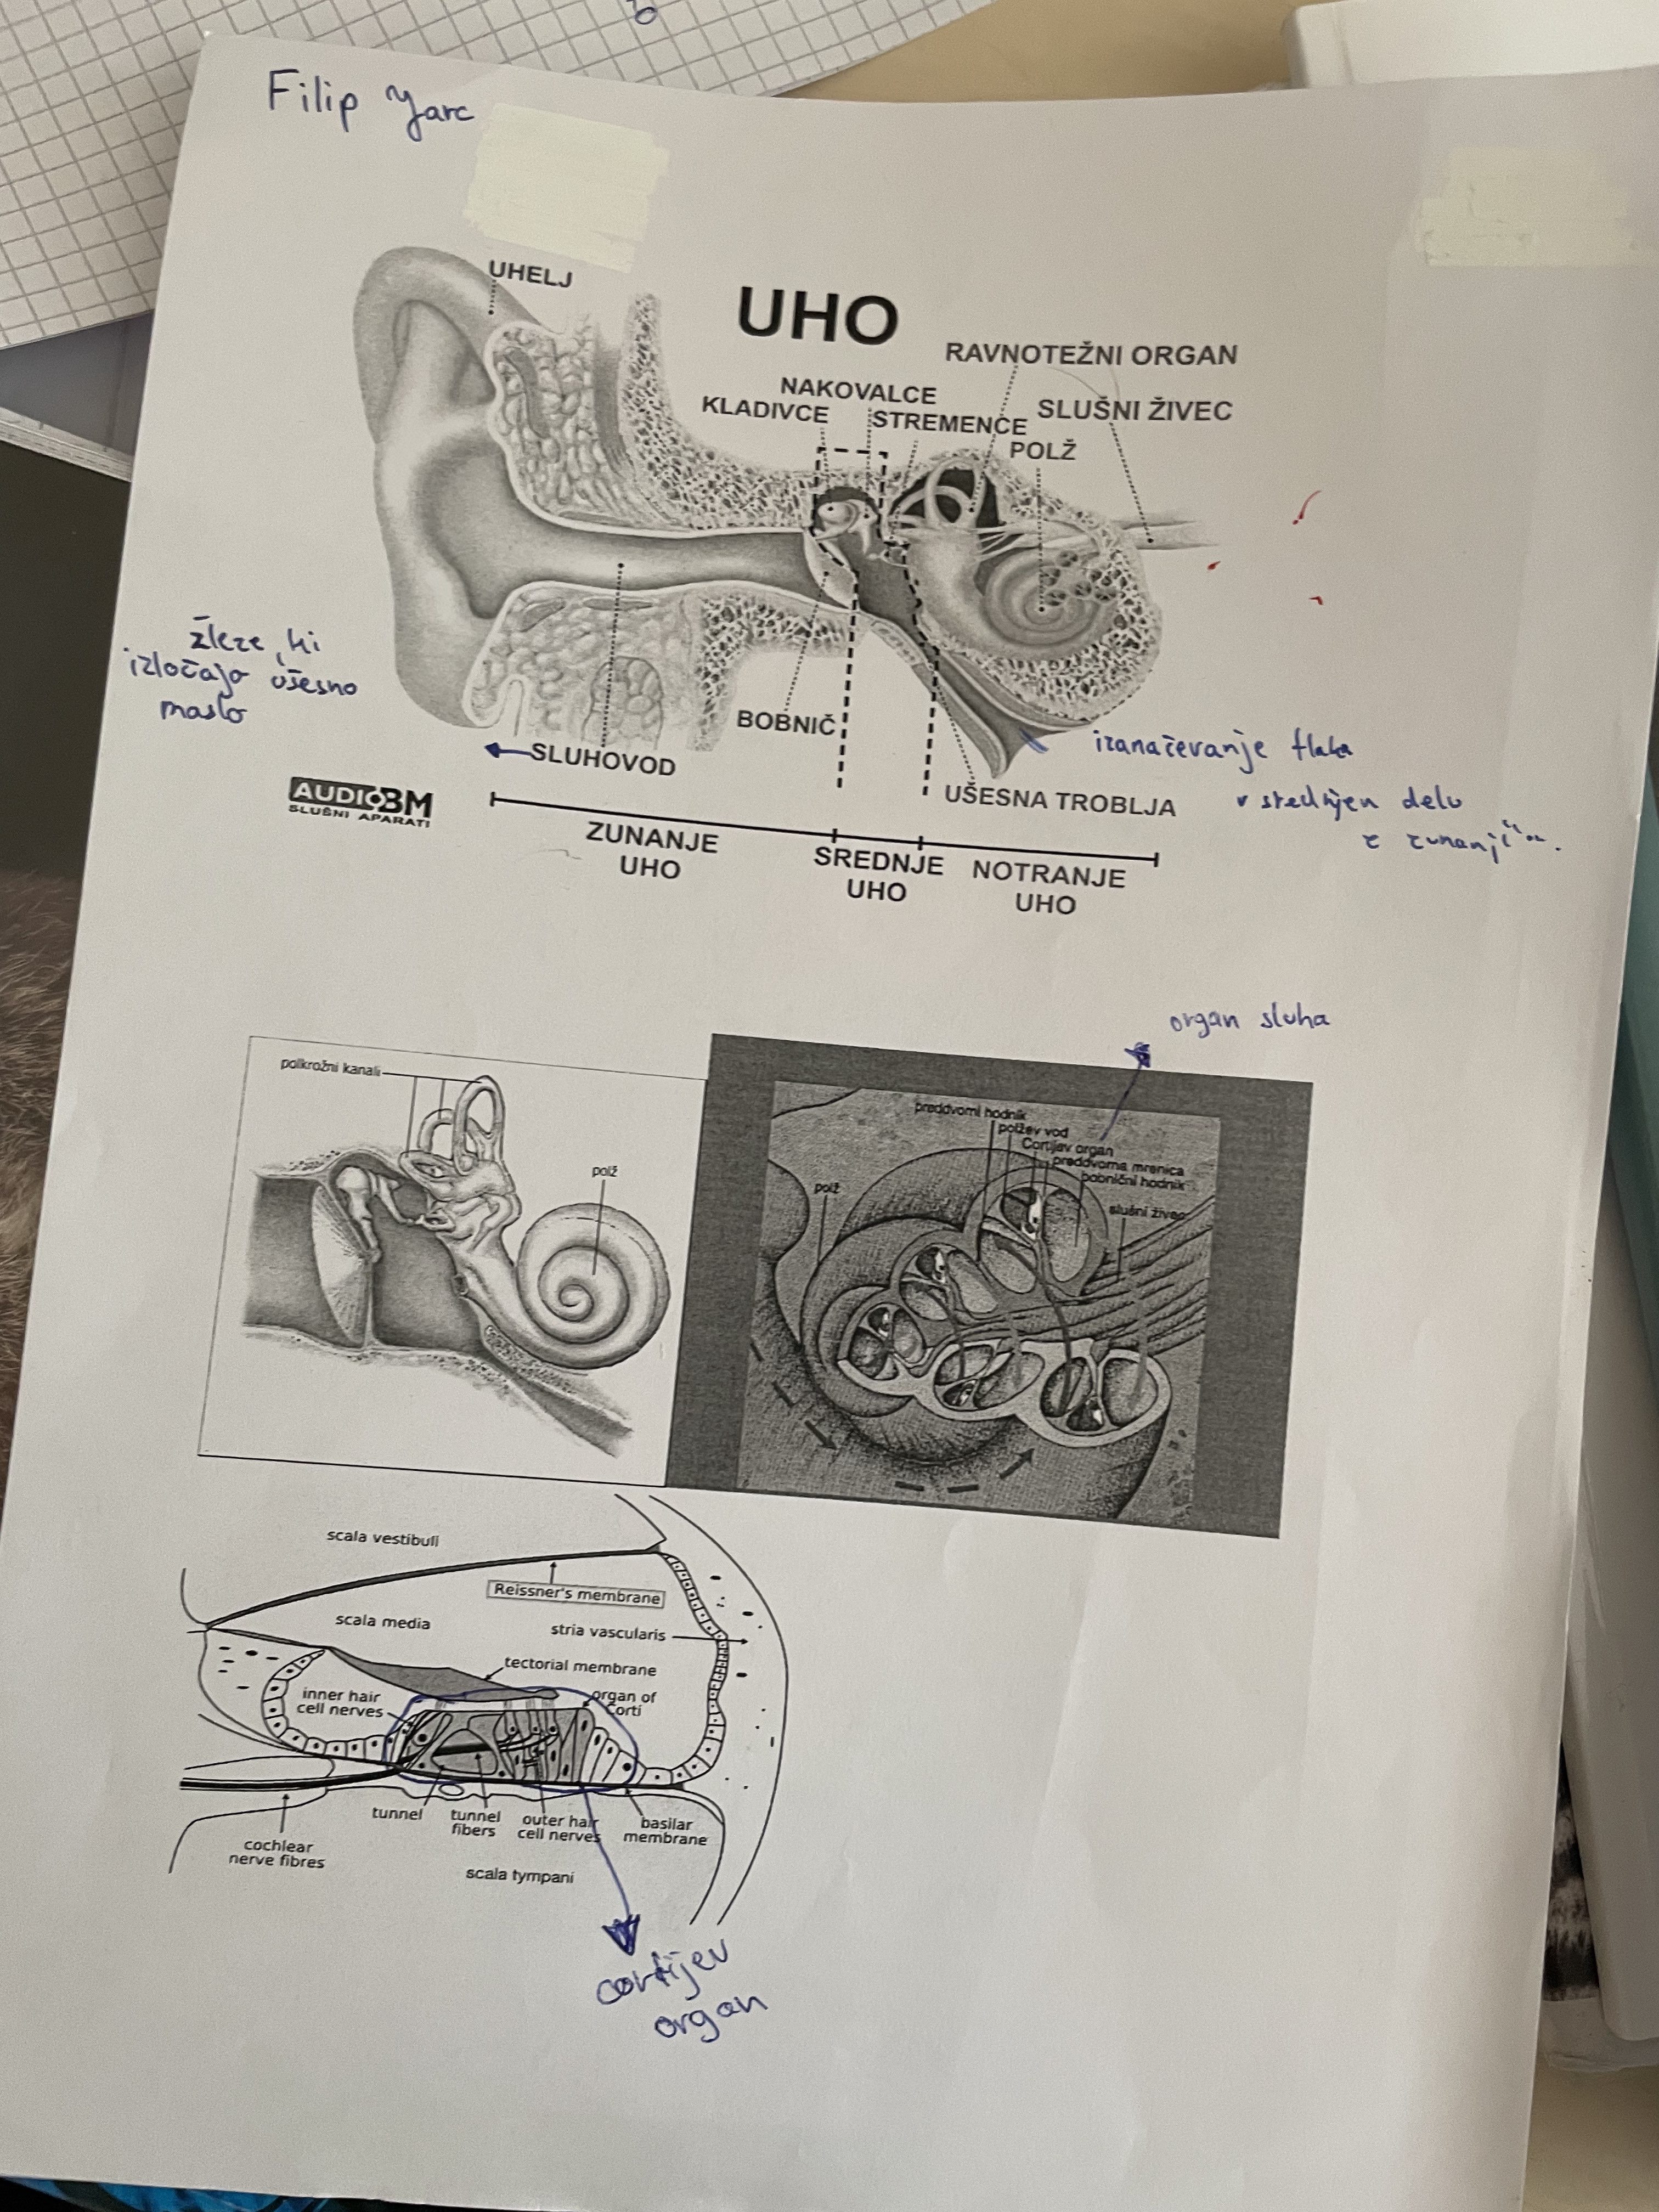 Filip Jarc
UHELJ
UHO
RAVNOTEŽNI ORGAN
NAKOVALCE
KLADIVCE
STREMENCE
SLUŠNI ŽIVEC
POLŽ
žleze, ki
izločajo ušesno
maslo
BOBNIČ
SLUHOVOD
izenačevanje tlaka
UŠESNA TROBLJA
v srednjem delu
z zunanjim.
AUDIO BM
SLUŠNI APARATI
ZUNANJE
UHO
SREDNJE
UHO
NOTRANJE
UHO
organ sluha
polkrožni kanali
polž
preddvorni hodnik
polžev vod
Cortijev organ
preddvorna mrenica
bobnični hodnik
polž
slušni živec
scala vestibuli
Reissner's membrane
scala media
stria vascularis
tectorial membrane
inner hair
cell nerves
organ of
Corti
tunnel
tunnel
fibers
outer hair
cell nerves
basilar
membrane
cochlear
nerve fibres
scala tympani
cortijev
organ